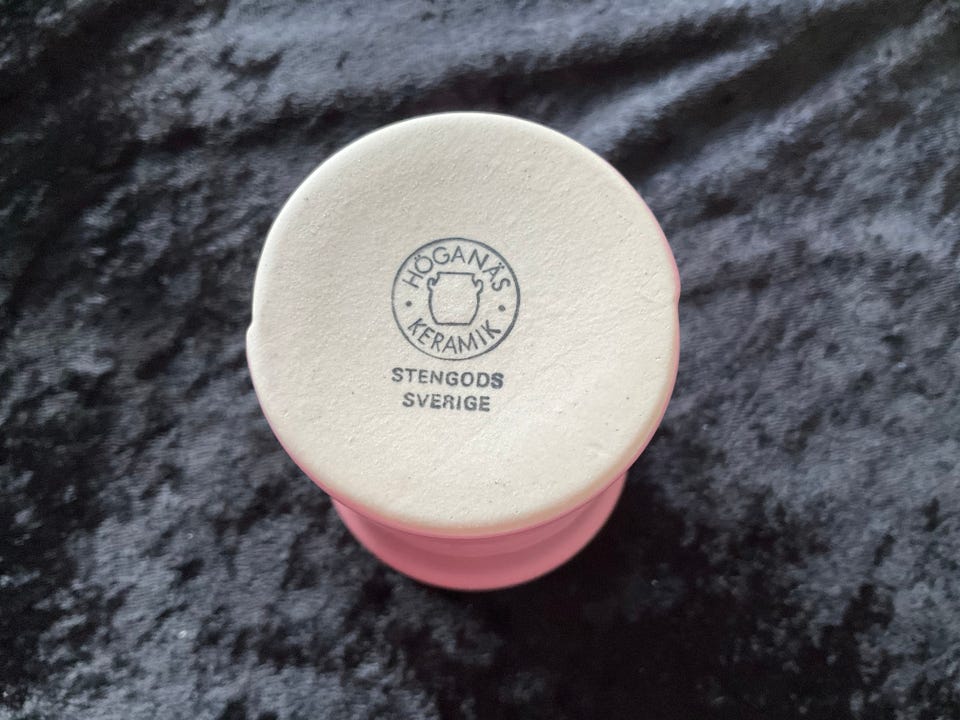 HÖGANÄS
KERAMIK
STENGODS
SVERIGE